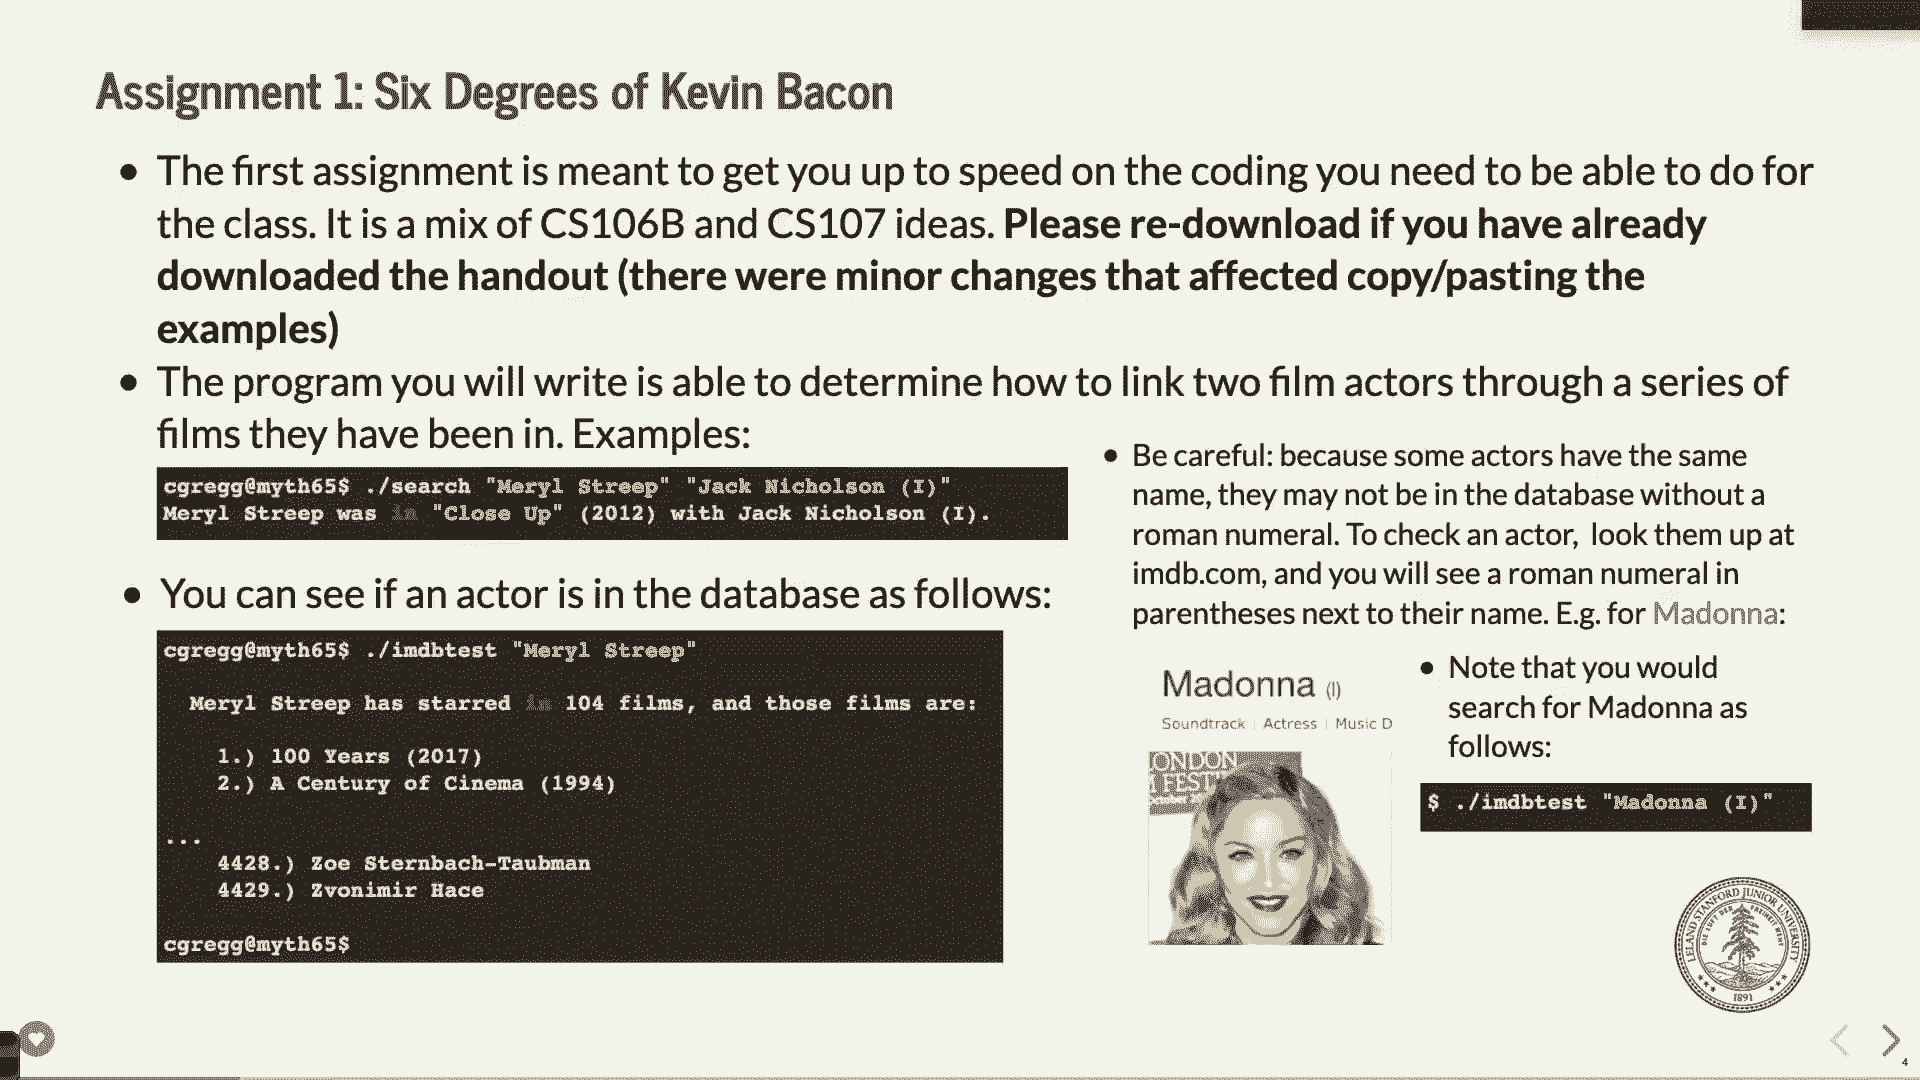 Assignment 1: Six Degrees of Kevin Bacon
• The first assignment is meant to get you up to speed on the coding you need to be able to do for
the class. It is a mix of CS106B and CS107 ideas. Please re-download if you have already
downloaded the handout (there were minor changes that affected copy/pasting the
examples)
• The program you will write is able to determine how to link two film actors through a series of
films they have been in. Examples:
cgregg@myth65$ ./search "Meryl Streep" "Jack Nicholson (I)"
Meryl Streep was in "Close Up" (2012) with Jack Nicholson (I).
• You can see if an actor is in the database as follows:
cgregg@myth65$ ./imdbtest "Meryl Streep"
Meryl Streep has starred in 104 films, and those films are:
1.) 100 Years (2017)
2.) A Century of Cinema (1994)
...
4428.) Zoe Sternbach-Taubman
4429.) Zvonimir Hace
cgregg@myth65$
• Be careful: because some actors have the same
name, they may not be in the database without a
roman numeral. To check an actor, look them up at
imdb.com, and you will see a roman numeral in
parentheses next to their name. E.g. for Madonna:
Madonna (I)
Soundtrack | Actress | Music D
ONDON
FEST
• Note that you would
search for Madonna as
follows:
$ ./imdbtest "Madonna (I)"
LELAND STANFORD JUNIOR UNIVERSITY
DIE LUFT DER FREIHEIT WEHT
1891
4